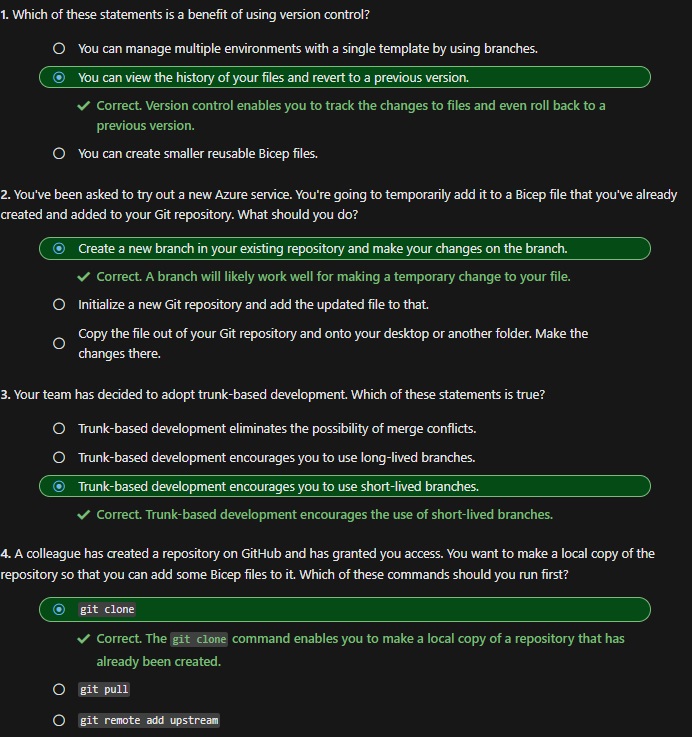 1. Which of these statements is a benefit of using version control?
You can manage multiple environments with a single template by using branches.
You can view the history of your files and revert to a previous version.
Correct. Version control enables you to track the changes to files and even roll back to a
previous version.
You can create smaller reusable Bicep files.
2. You've been asked to try out a new Azure service. You're going to temporarily add it to a Bicep file that you've already
created and added to your Git repository. What should you do?
Create a new branch in your existing repository and make your changes on the branch.
Correct. A branch will likely work well for making a temporary change to your file.
Initialize a new Git repository and add the updated file to that.
Copy the file out of your Git repository and onto your desktop or another folder. Make the
changes there.
3. Your team has decided to adopt trunk-based development. Which of these statements is true?
Trunk-based development eliminates the possibility of merge conflicts.
Trunk-based development encourages you to use long-lived branches.
Trunk-based development encourages you to use short-lived branches.
Correct. Trunk-based development encourages the use of short-lived branches.
4. A colleague has created a repository on GitHub and has granted you access. You want to make a local copy of the
repository so that you can add some Bicep files to it. Which of these commands should you run first?
git clone
Correct. The git clone command enables you to make a local copy of a repository that has
already been created.
git pull
git remote add upstream